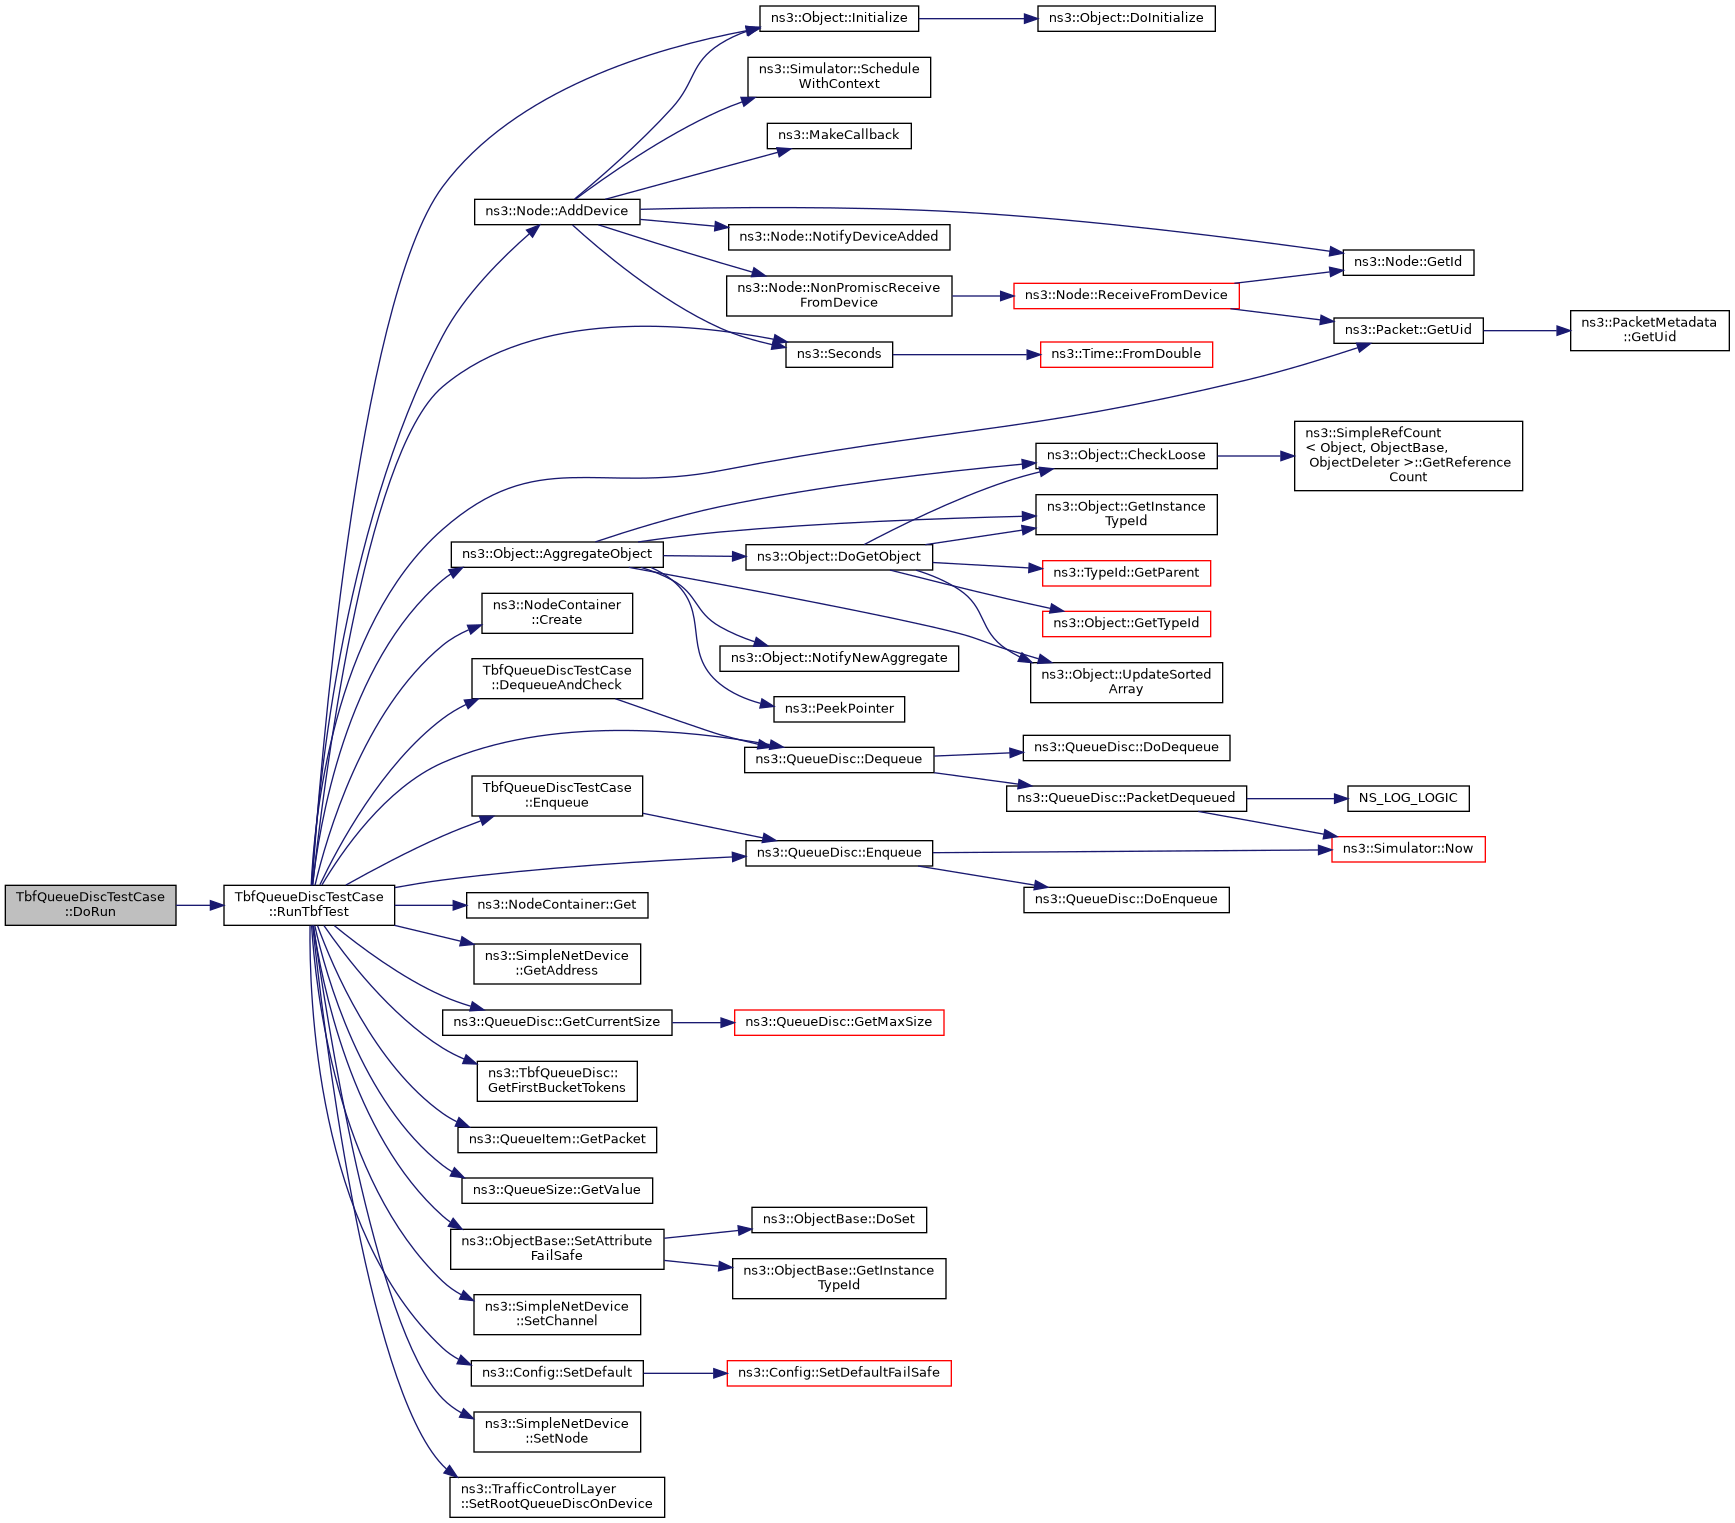 ns3::Object::Initialize
ns3::Object::DoInitialize
ns3::Simulator::Schedule
WithContext
ns3::MakeCallback
ns3::Node::AddDevice
ns3::Node::NotifyDeviceAdded
ns3::Node::GetId
ns3::Node::NonPromiscReceive
FromDevice
ns3::Node::ReceiveFromDevice
ns3::Packet::GetUid
ns3::PacketMetadata
::GetUid
ns3::Seconds
ns3::Time::FromDouble
ns3::Object::CheckLoose
ns3::SimpleRefCount
< Object, ObjectBase,
ObjectDeleter >::GetReference
Count
ns3::Object::GetInstance
TypeId
ns3::Object::AggregateObject
ns3::Object::DoGetObject
ns3::TypeId::GetParent
ns3::NodeContainer
::Create
ns3::Object::GetTypeId
ns3::Object::NotifyNewAggregate
TbfQueueDiscTestCase
::DequeueAndCheck
ns3::Object::UpdateSorted
Array
ns3::PeekPointer
ns3::QueueDisc::Dequeue
ns3::QueueDisc::DoDequeue
TbfQueueDiscTestCase
::Enqueue
ns3::QueueDisc::PacketDequeued
NS_LOG_LOGIC
ns3::QueueDisc::Enqueue
ns3::Simulator::Now
TbfQueueDiscTestCase
::DoRun
TbfQueueDiscTestCase
::RunTbfTest
ns3::NodeContainer::Get
ns3::QueueDisc::DoEnqueue
ns3::SimpleNetDevice
::GetAddress
ns3::QueueDisc::GetCurrentSize
ns3::QueueDisc::GetMaxSize
ns3::TbfQueueDisc::
GetFirstBucketTokens
ns3::QueueItem::GetPacket
ns3::QueueSize::GetValue
ns3::ObjectBase::SetAttribute
FailSafe
ns3::ObjectBase::DoSet
ns3::ObjectBase::GetInstance
TypeId
ns3::SimpleNetDevice
::SetChannel
ns3::Config::SetDefault
ns3::Config::SetDefaultFailSafe
ns3::SimpleNetDevice
::SetNode
ns3::TrafficControlLayer
::SetRootQueueDiscOnDevice